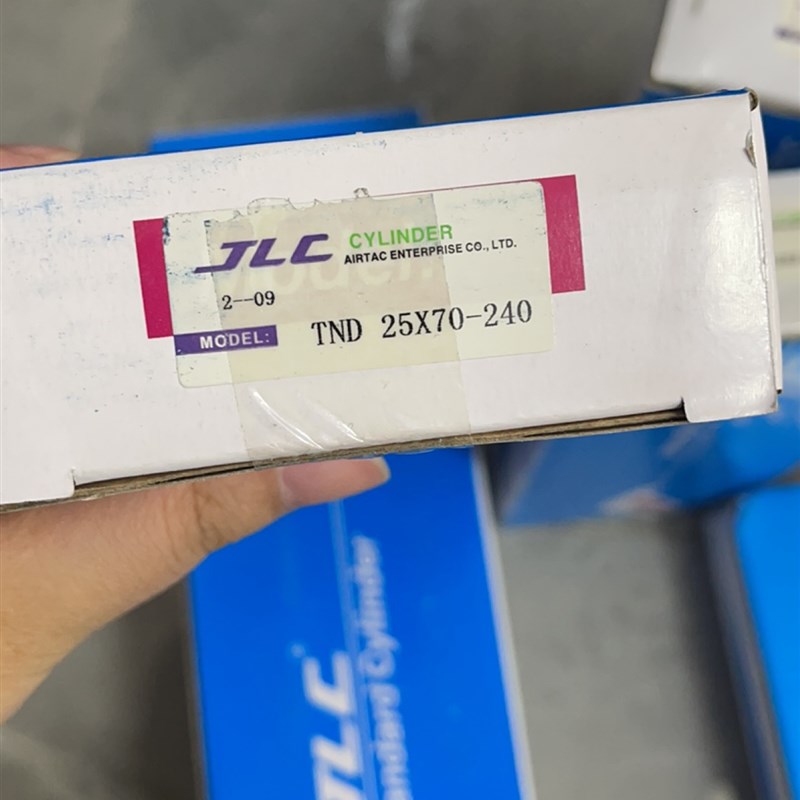 JLC CYLINDER
AIRTAC ENTERPRISE CO., LTD.
2--09
MODEL: TND 25X70-240
JLC
Standard Cylinder